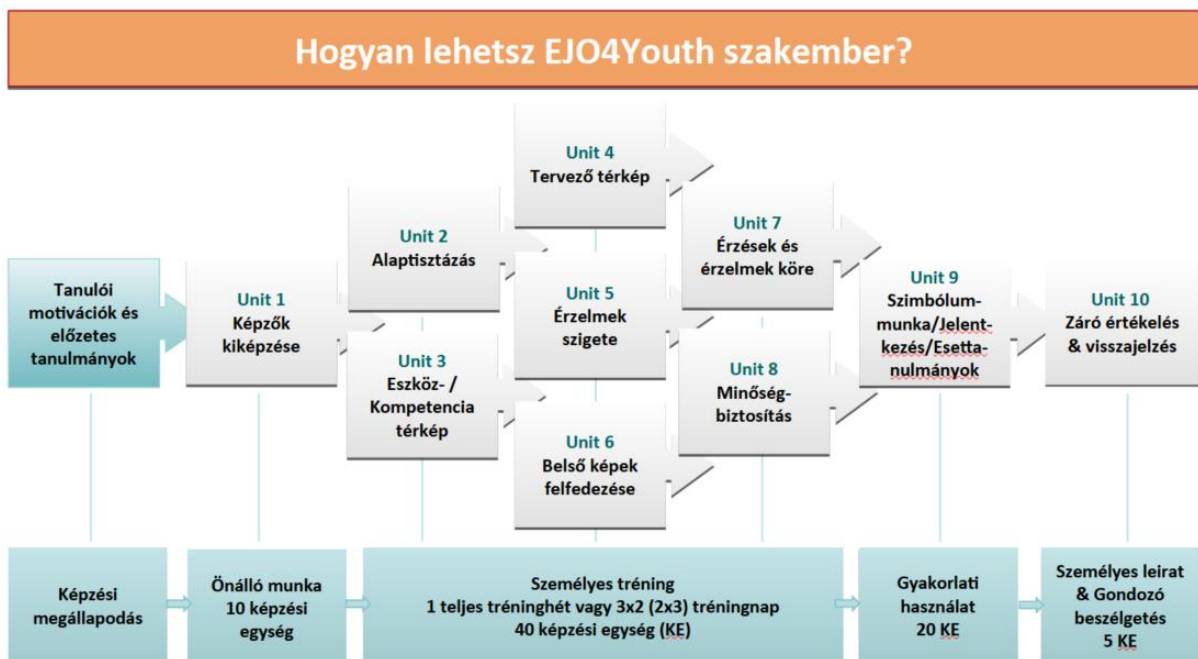 Hogyan lehetsz EJO4Youth szakember?
Tanulói
motivációk és
előzetes
tanulmányok
Unit 1
Képzők
kiképzése
Unit 2
Alaptisztázás
Unit 3
Eszköz- /
Kompetencia
térkép
Unit 4
Tervező térkép
Unit 5
Érzelmek
szigete
Unit 6
Belső képek
felfedezése
Unit 7
Érzések és
érzelmek köre
Unit 8
Minőség-
biztosítás
Unit 9
Szimbólum-
munka/Jelent-
kezés/Esetta-
nulmányok
Unit 10
Záró értékelés
& visszajelzés
Képzési
megállapodás
Önálló munka
10 képzési
egység
Személyes tréning
1 teljes tréninghét vagy 3x2 (2x3) tréningnap
40 képzési egység (KE)
Gyakorlati
használat
20 KE
Személyes leirat
& Gondozó
beszélgetés
5 KE